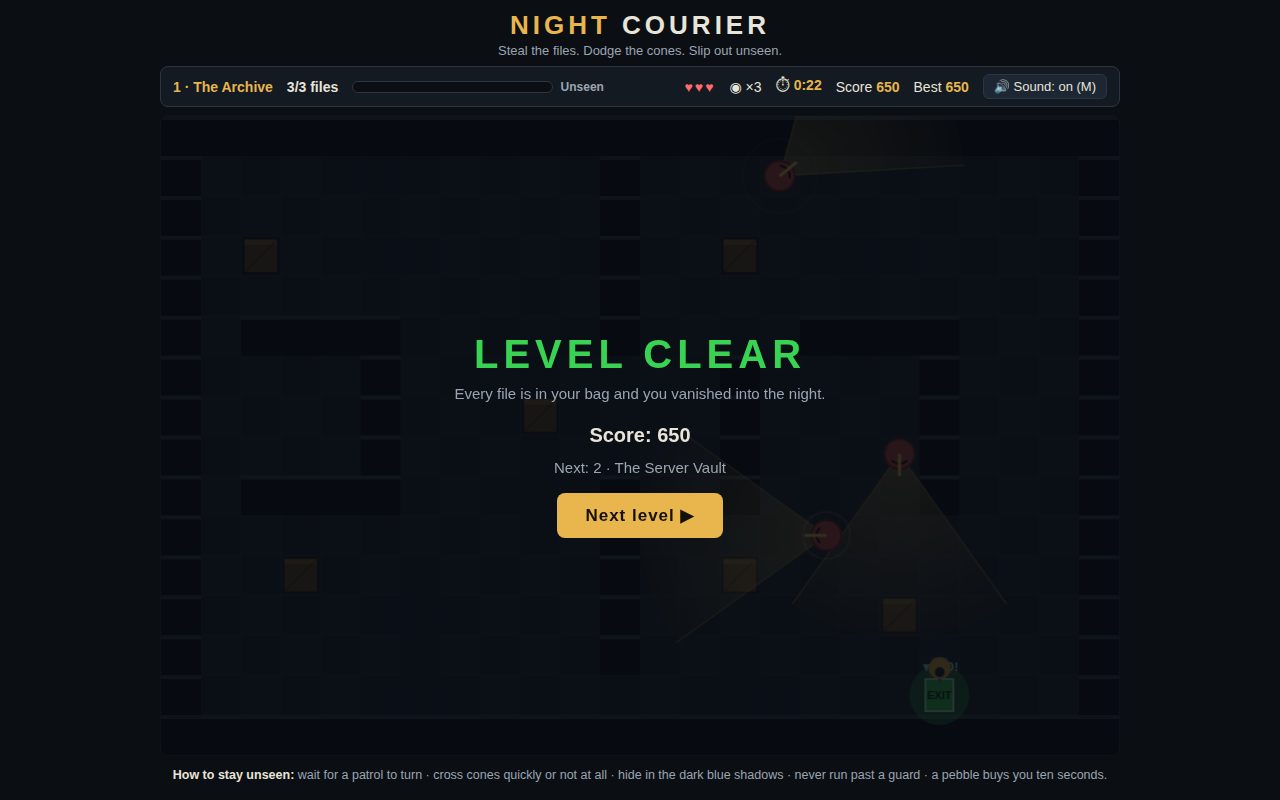 NIGHT COURIER
Steal the files. Dodge the cones. Slip out unseen.
1 · The Archive 3/3 files Unseen ♥♥♥ ◉ ×3 ⏱ 0:22 Score 650 Best 650 🔊 Sound: on (M)
LEVEL CLEAR
Every file is in your bag and you vanished into the night.
Score: 650
Next: 2 · The Server Vault
Next level ▶
EXIT
How to stay unseen: wait for a patrol to turn · cross cones quickly or not at all · hide in the dark blue shadows · never run past a guard · a pebble buys you ten seconds.